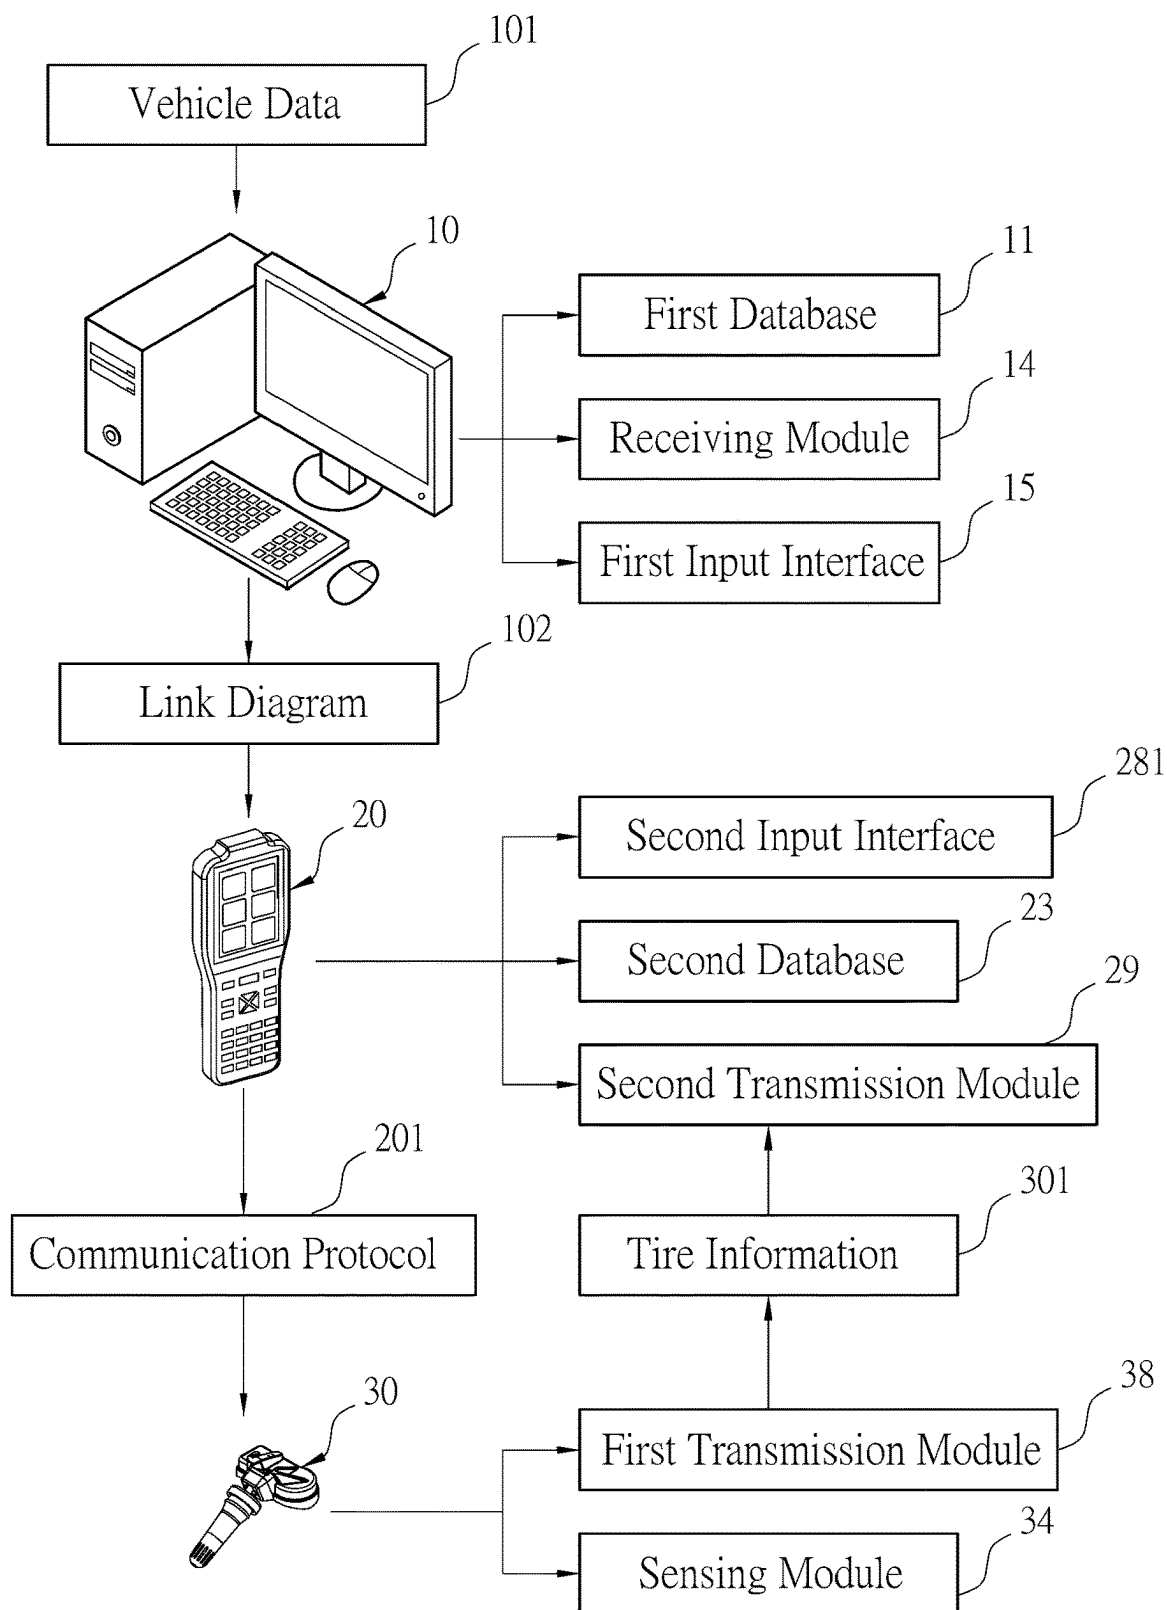 101
Vehicle Data
10
11
First Database
14
Receiving Module
15
First Input Interface
102
Link Diagram
281
20
Second Input Interface
23
Second Database
29
Second Transmission Module
201
301
Communication Protocol
Tire Information
30
38
First Transmission Module
34
Sensing Module